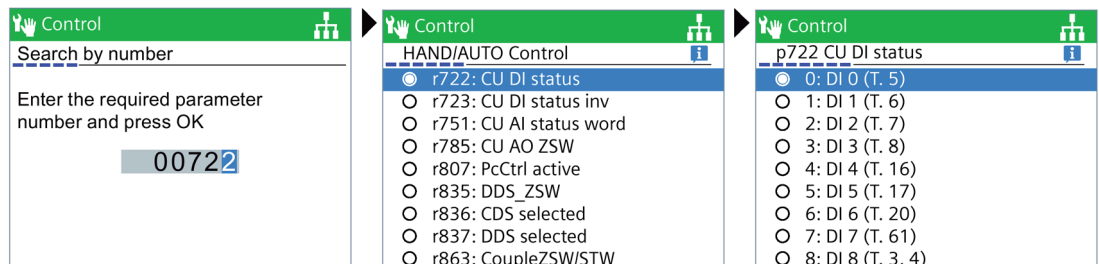 Control
Search by number
Enter the required parameter
number and press OK
00722
Control
HAND/AUTO Control
r722: CU DI status
r723: CU DI status inv
r751: CU AI status word
r785: CU AO ZSW
r807: PcCtrl active
r835: DDS_ZSW
r836: CDS selected
r837: DDS selected
r863: CoupleZSW/STW
Control
p722 CU DI status
0: DI 0 (T. 5)
1: DI 1 (T. 6)
2: DI 2 (T. 7)
3: DI 3 (T. 8)
4: DI 4 (T. 16)
5: DI 5 (T. 17)
6: DI 6 (T. 20)
7: DI 7 (T. 61)
8: DI 8 (T. 3, 4)